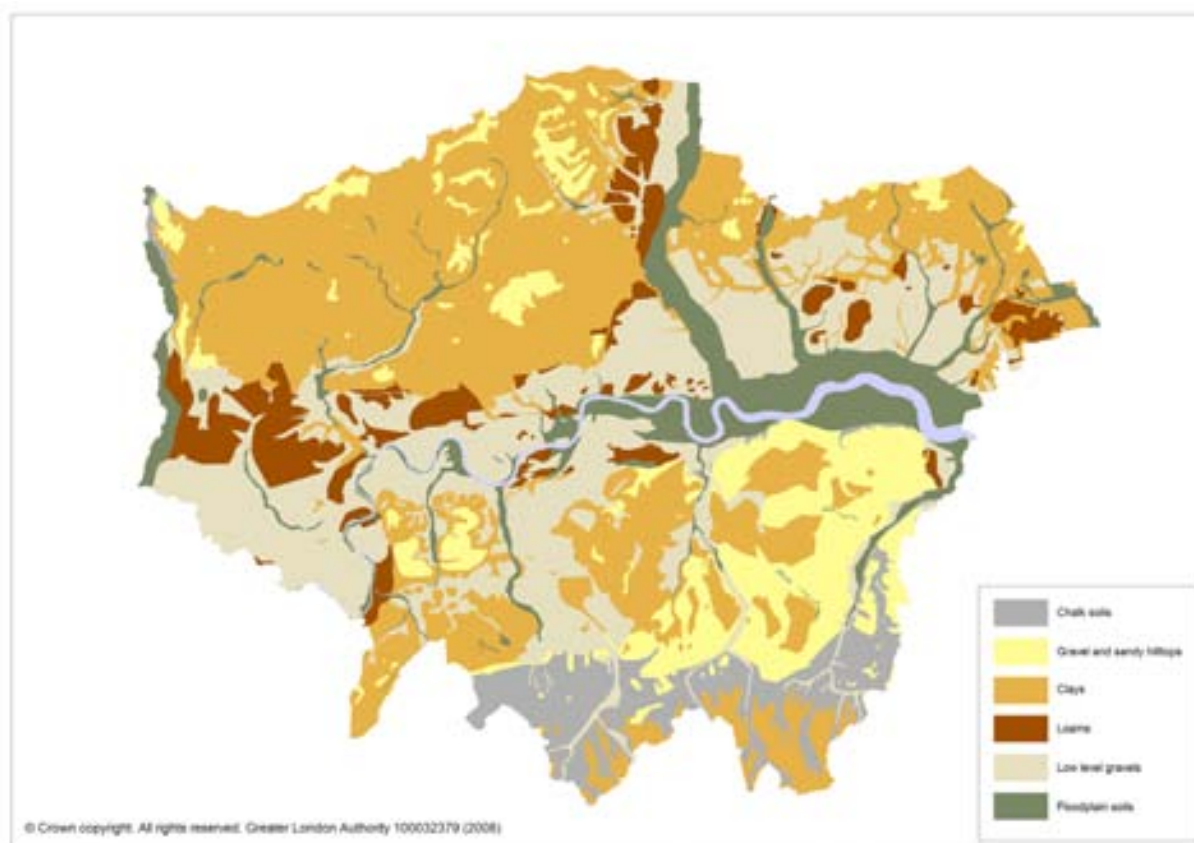 Chalk soils
Gravel and sandy hilltops
Clays
Loams
Low level gravels
Floodplain soils
© Crown copyright. All rights reserved. Greater London Authority 100032379 (2008)